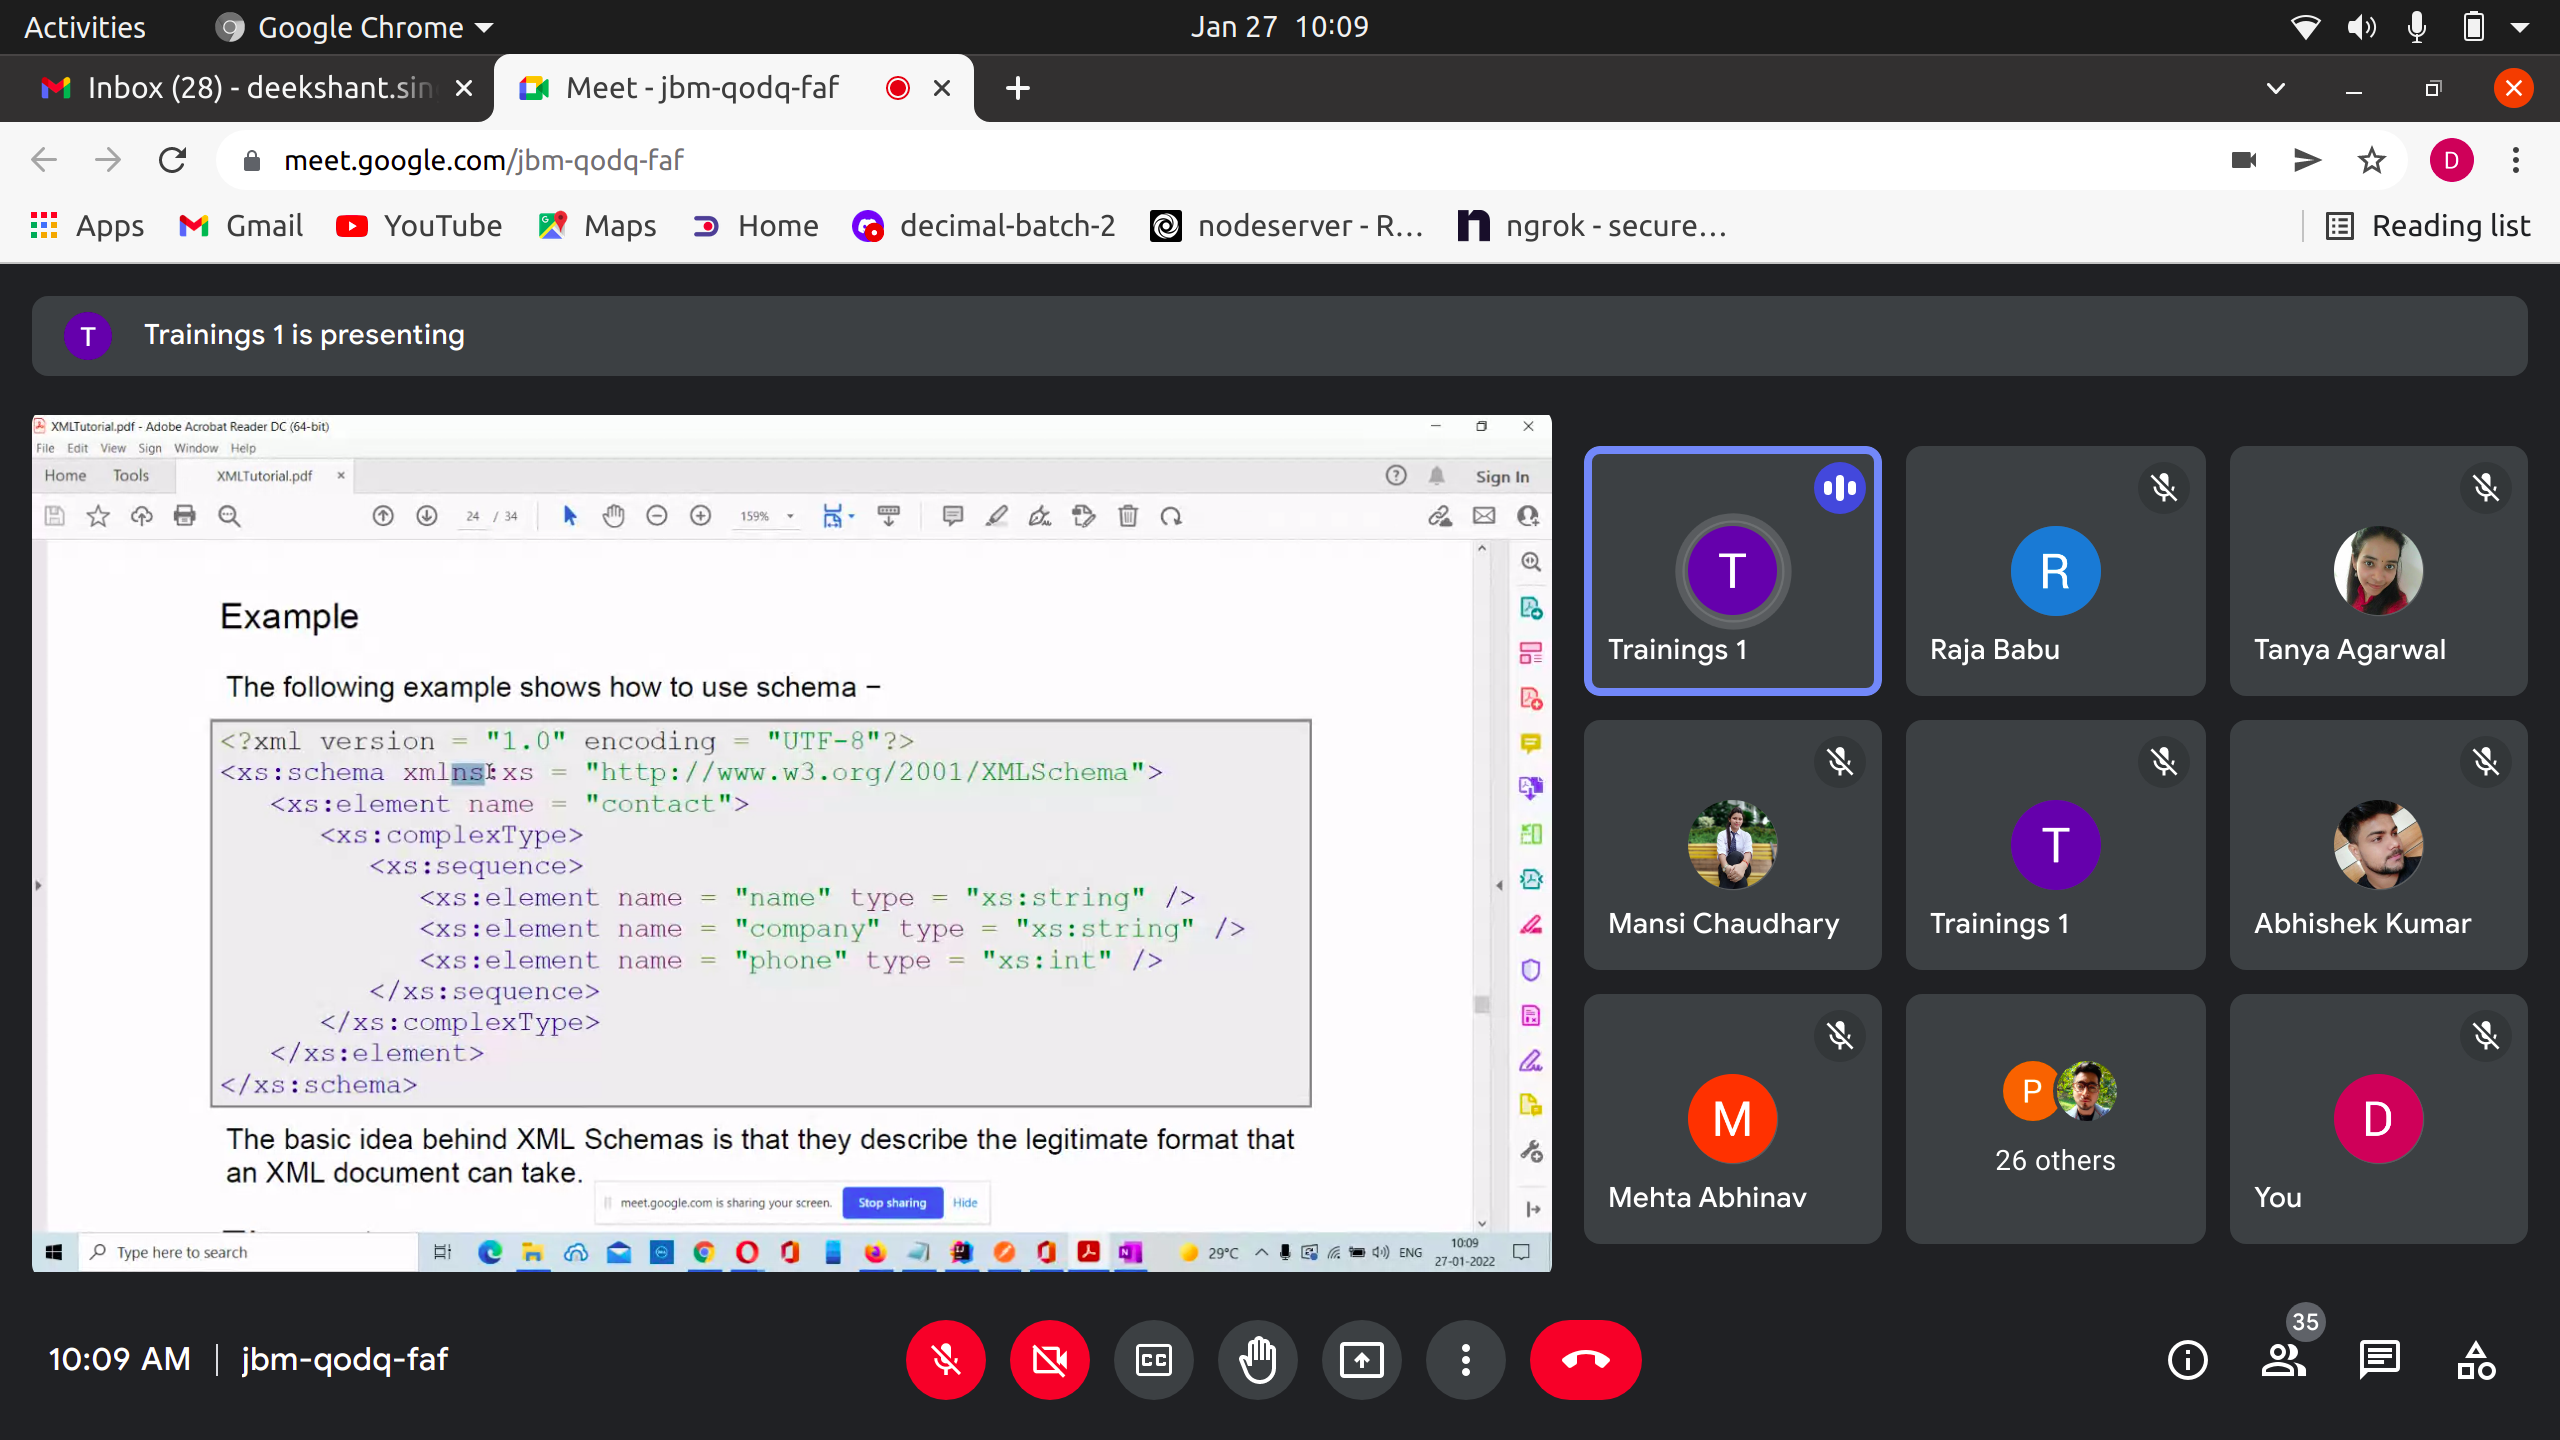 Activities
Google Chrome
Jan 27 10:09
Inbox (28) - deekshant.sin
Meet - jbm-qodq-faf
meet.google.com/jbm-qodq-faf
D
Apps
Gmail
YouTube
Maps
Home
decimal-batch-2
nodeserver - R...
ngrok - secure...
Reading list
T
Trainings 1 is presenting
XMLTutorial.pdf - Adobe Acrobat Reader DC (64-bit)
File Edit View Sign Window Help
Home Tools XMLTutorial.pdf × Sign In
24 / 34 159%
Example
The following example shows how to use schema −
<?xml version = "1.0" encoding = "UTF-8"?>
<xs:schema xmlns:xs = "http://www.w3.org/2001/XMLSchema">
<xs:element name = "contact">
<xs:complexType>
<xs:sequence>
<xs:element name = "name" type = "xs:string" />
<xs:element name = "company" type = "xs:string" />
<xs:element name = "phone" type = "xs:int" />
</xs:sequence>
</xs:complexType>
</xs:element>
</xs:schema>
The basic idea behind XML Schemas is that they describe the legitimate format that
an XML document can take.
meet.google.com is sharing your screen. Stop sharing Hide
Type here to search
29°C
ENG
10:09
27-01-2022
T
Trainings 1
R
Raja Babu
Tanya Agarwal
Mansi Chaudhary
T
Trainings 1
Abhishek Kumar
M
Mehta Abhinav
P
26 others
D
You
10:09 AM | jbm-qodq-faf
CC
35